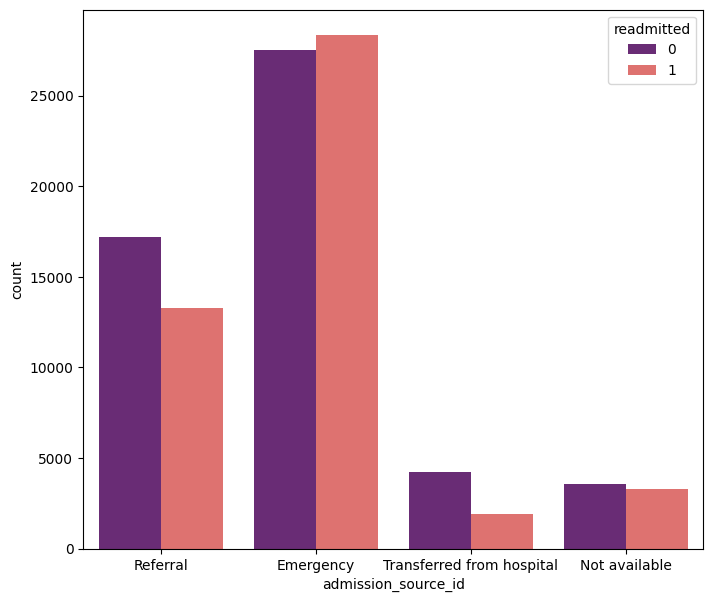 readmitted
0
1
25000
20000
15000
10000
5000
0
count
Referral
Emergency
Transferred from hospital
Not available
admission_source_id